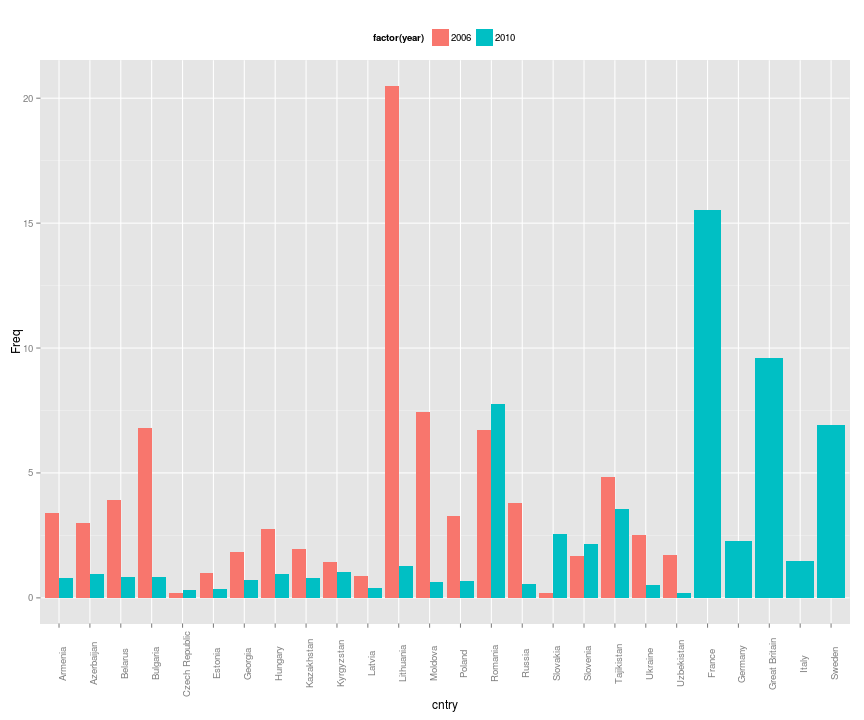 factor(year) 2006 2010
Freq
20
15
10
5
0
Armenia
Azerbaijan
Belarus
Bulgaria
Czech Republic
Estonia
Georgia
Hungary
Kazakhstan
Kyrgyzstan
Latvia
Lithuania
Moldova
Poland
Romania
Russia
Slovakia
Slovenia
Tajikistan
Ukraine
Uzbekistan
France
Germany
Great Britain
Italy
Sweden
cntry